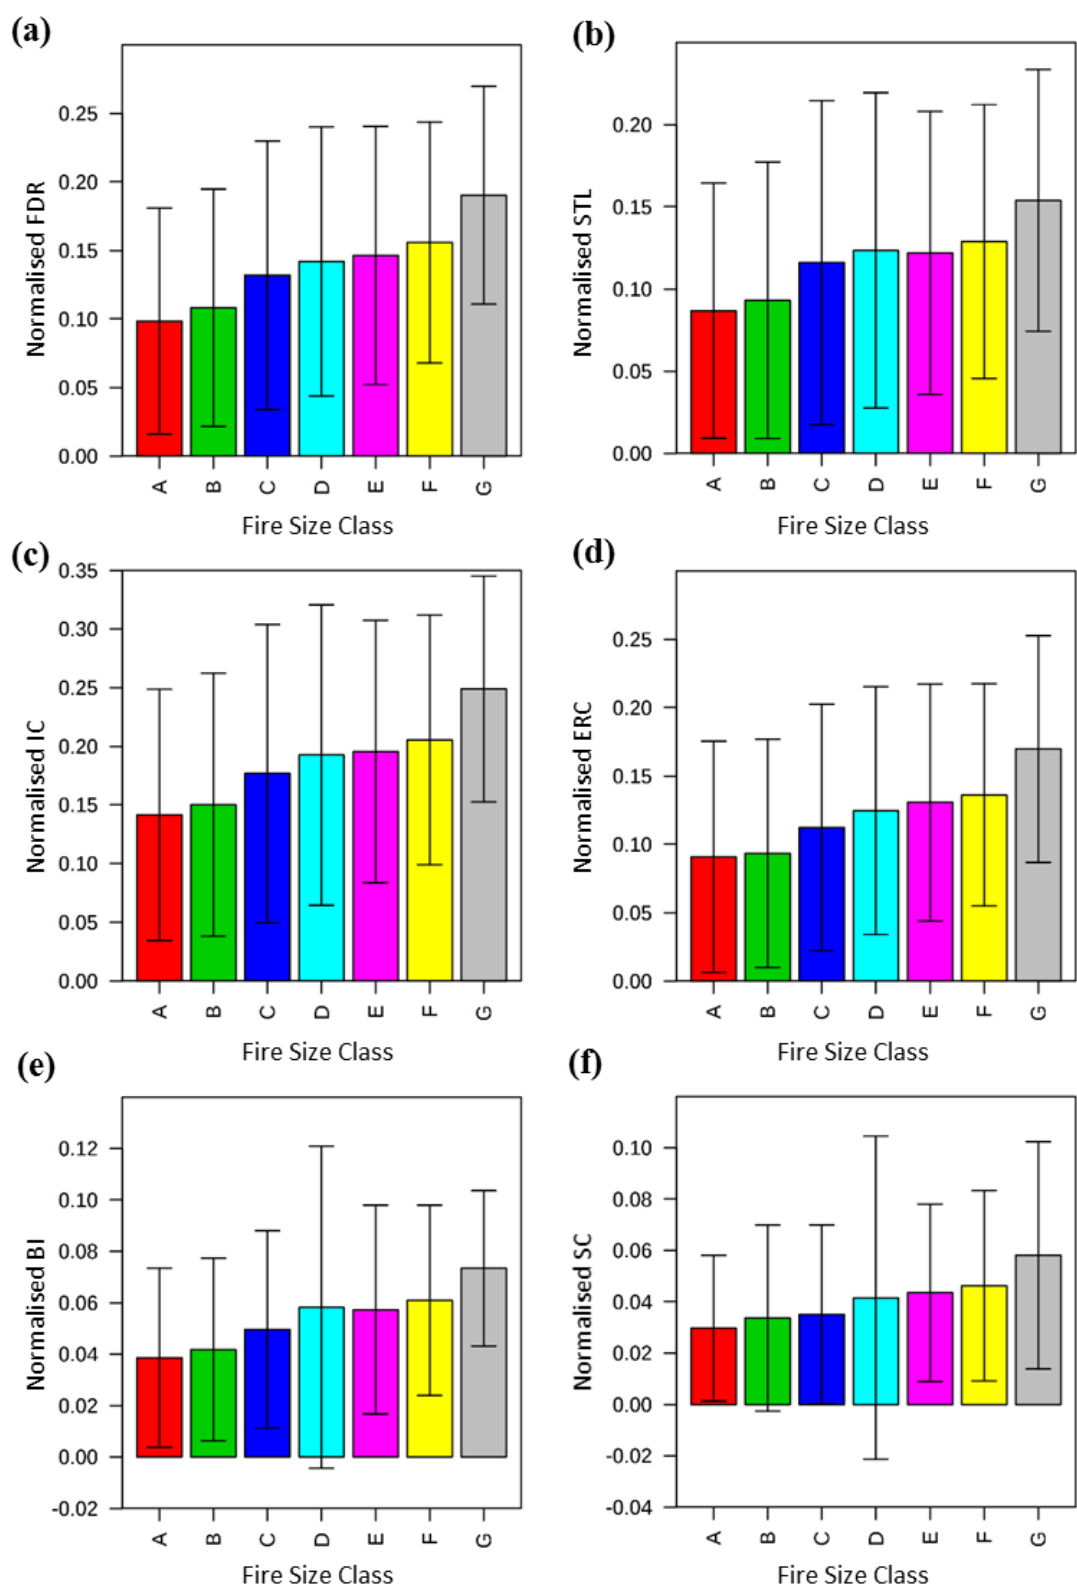 (a)
Normalised FDR
0.25
0.20
0.15
0.10
0.05
0.00
A B C D E F G
Fire Size Class
(b)
Normalised STL
0.20
0.15
0.10
0.05
0.00
A B C D E F G
Fire Size Class
(c)
Normalised IC
0.35
0.30
0.25
0.20
0.15
0.10
0.05
0.00
A B C D E F G
Fire Size Class
(d)
Normalised ERC
0.25
0.20
0.15
0.10
0.05
0.00
A B C D E F G
Fire Size Class
(e)
Normalised BI
0.12
0.10
0.08
0.06
0.04
0.02
0.00
-0.02
A B C D E F G
Fire Size Class
(f)
Normalised SC
0.10
0.08
0.06
0.04
0.02
0.00
-0.02
-0.04
A B C D E F G
Fire Size Class